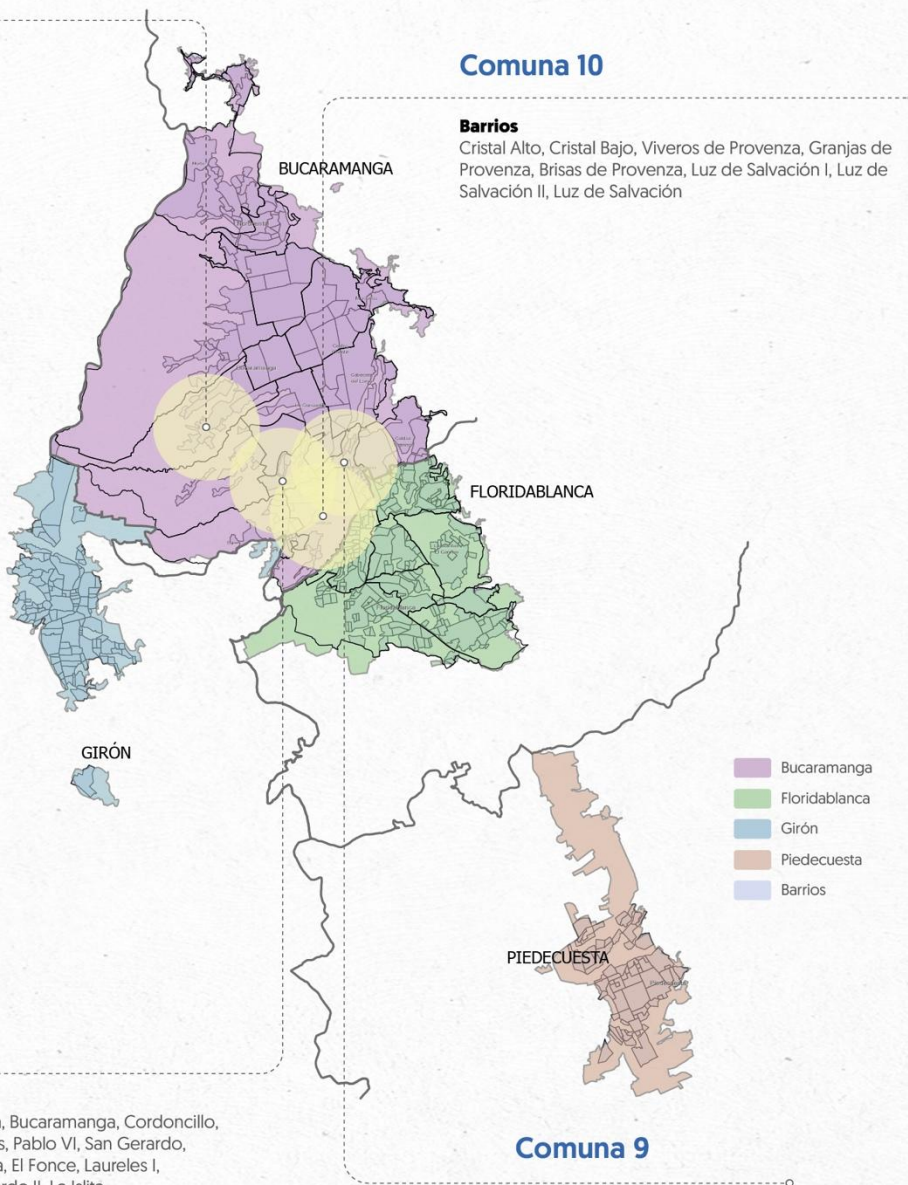 Comuna 10
Barrios
Cristal Alto, Cristal Bajo, Viveros de Provenza, Granjas de
Provenza, Brisas de Provenza, Luz de Salvación I, Luz de
Salvación II, Luz de Salvación
BUCARAMANGA
FLORIDABLANCA
GIRÓN
Bucaramanga
Floridablanca
Girón
Piedecuesta
Barrios
PIEDECUESTA
, Bucaramanga, Cordoncillo,
Pablo VI, San Gerardo,
El Fonce, Laureles I,
Comuna 9